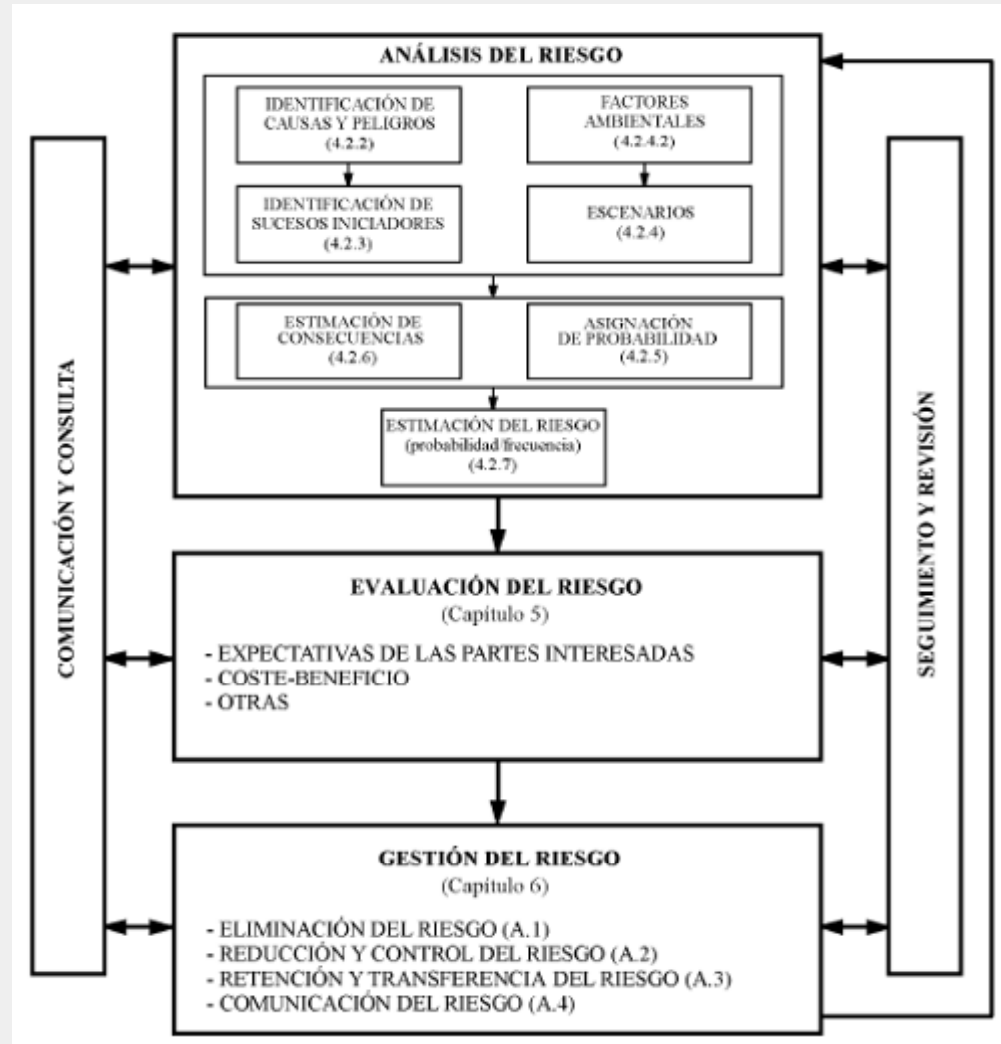 ANÁLISIS DEL RIESGO
IDENTIFICACIÓN DE
CAUSAS Y PELIGROS
(4.2.2)
FACTORES
AMBIENTALES
(4.2.4.2)
IDENTIFICACIÓN DE
SUCESOS INICIADORES
(4.2.3)
ESCENARIOS
(4.2.4)
ESTIMACIÓN DE
CONSECUENCIAS
(4.2.6)
ASIGNACIÓN
DE PROBABILIDAD
(4.2.5)
ESTIMACIÓN DEL RIESGO
(probabilidad/frecuencia)
(4.2.7)
COMUNICACIÓN Y CONSULTA
SEGUIMIENTO Y REVISIÓN
EVALUACIÓN DEL RIESGO
(Capítulo 5)
- EXPECTATIVAS DE LAS PARTES INTERESADAS
- COSTE-BENEFICIO
- OTRAS
GESTIÓN DEL RIESGO
(Capítulo 6)
- ELIMINACIÓN DEL RIESGO (A.1)
- REDUCCIÓN Y CONTROL DEL RIESGO (A.2)
- RETENCIÓN Y TRANSFERENCIA DEL RIESGO (A.3)
- COMUNICACIÓN DEL RIESGO (A.4)